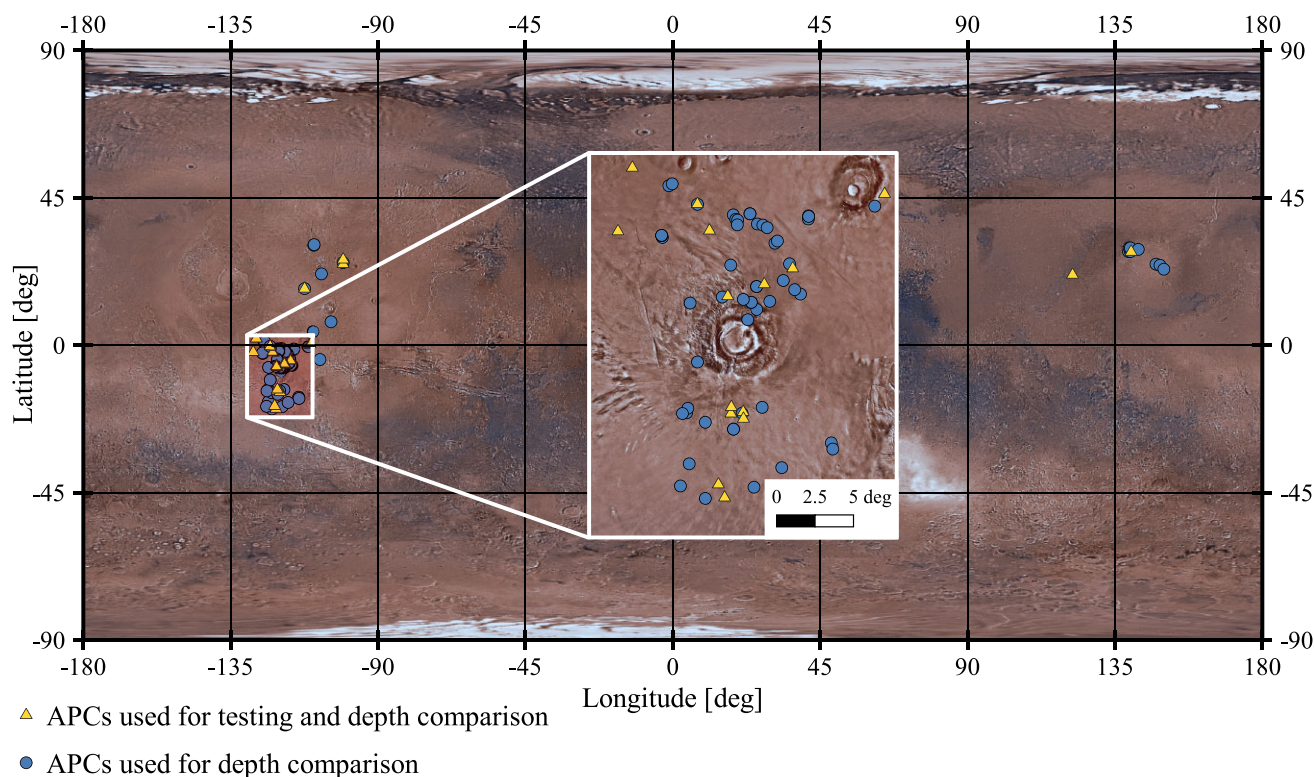 -180 -135 -90 -45 0 45 90 135 180
90 90
45 45
0 0
-45 -45
-90 -90
Latitude [deg]
0 2.5 5 deg
-180 -135 -90 -45 0 45 90 135 180
Longitude [deg]
APCs used for testing and depth comparison
APCs used for depth comparison